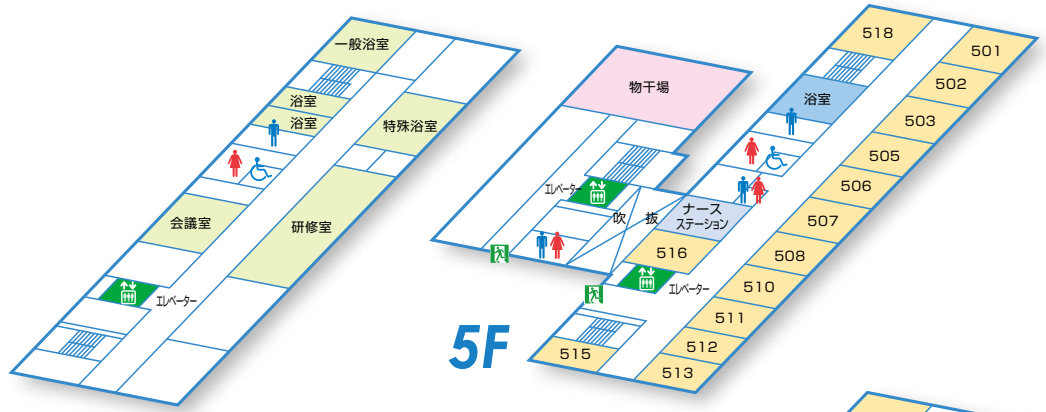 一般浴室
浴室
浴室
特殊浴室
会議室
研修室
エレベーター
5F
物干場
エレベーター
吹
抜
ナース
ステーション
516
エレベーター
515
518
浴室
501
502
503
505
506
507
508
510
511
512
513